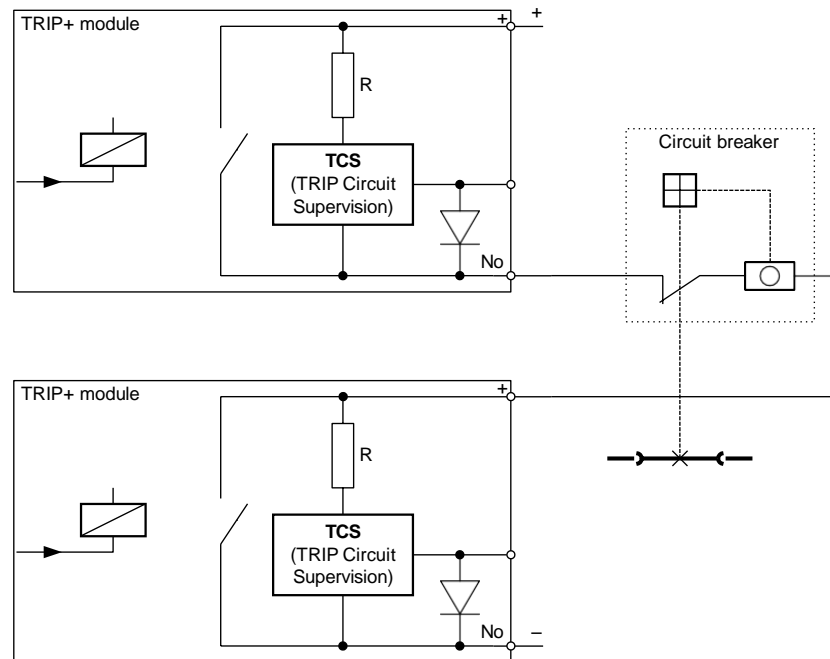 TRIP+ module
+
+
R
TCS
(TRIP Circuit
Supervision)
No
Circuit breaker
TRIP+ module
+
R
TCS
(TRIP Circuit
Supervision)
No
–